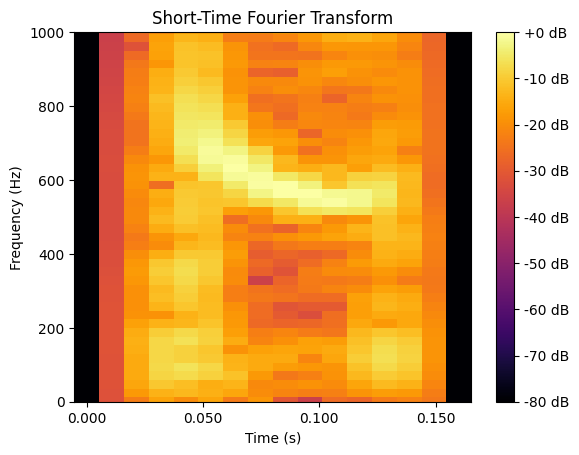 Short-Time Fourier Transform
1000
800
600
400
200
0
Frequency (Hz)
0.000
0.050
0.100
0.150
Time (s)
+0 dB
-10 dB
-20 dB
-30 dB
-40 dB
-50 dB
-60 dB
-70 dB
-80 dB